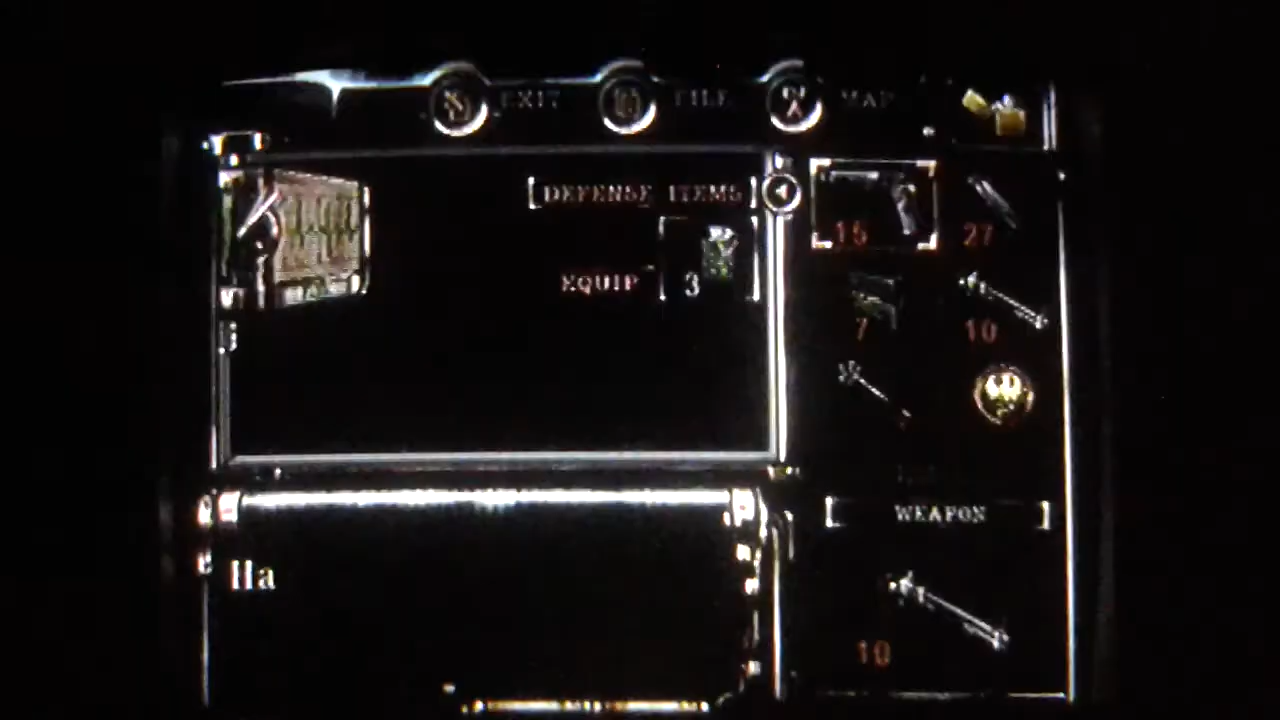 EXIT FILE MAP
[DEFENSE ITEMS]
15 27
EQUIP 3
7 10
[WEAPON]
Ha
10